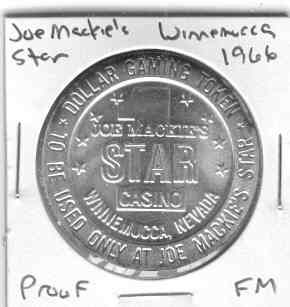 Joe Mackie's Winnemucca
Star 1966
★ DOLLAR GAMING TOKEN ★
TO BE USED ONLY AT JOE MACKIE'S STAR
JOE MACKIE'S
STAR
CASINO
WINNEMUCCA, NEVADA
Proof FM